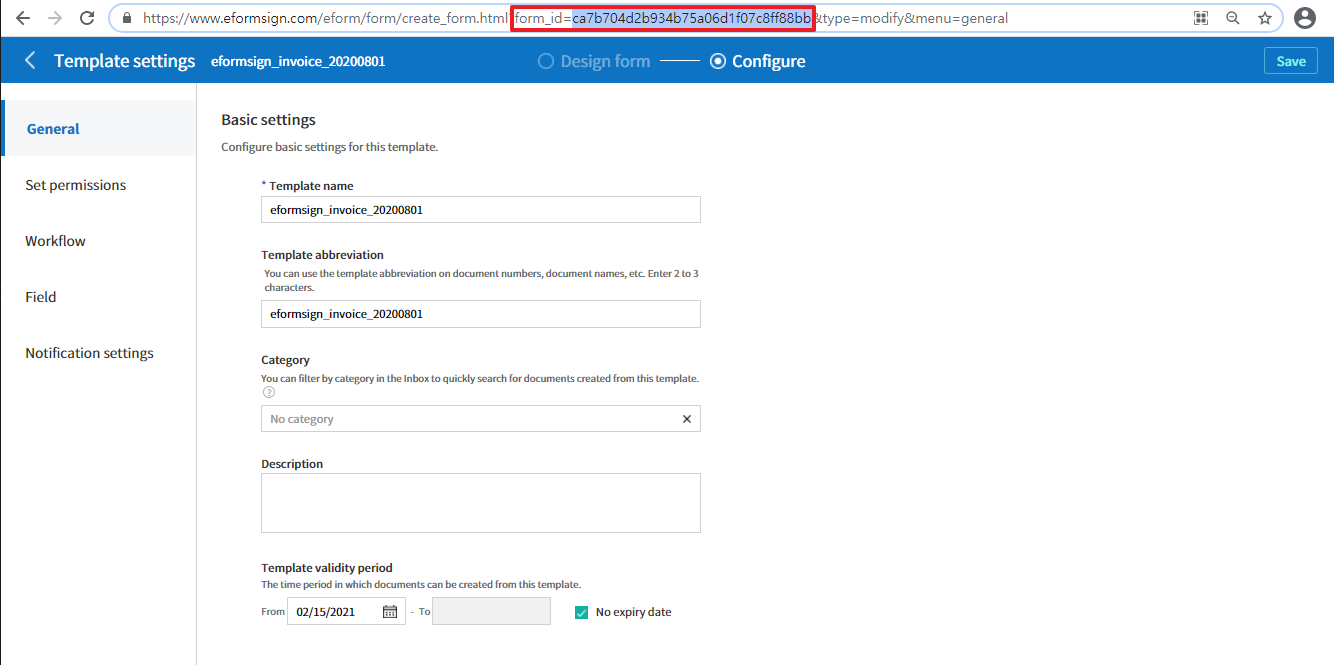 https://www.eformsign.com/eform/form/create_form.html?form_id=ca7b704d2b934b75a06d1f07c8ff88bb&type=modify&menu=general
Template settings eformsign_invoice_20200801 Design form Configure Save
General
Set permissions
Workflow
Field
Notification settings
Basic settings
Configure basic settings for this template.
* Template name
eformsign_invoice_20200801
Template abbreviation
You can use the template abbreviation on document numbers, document names, etc. Enter 2 to 3
characters.
eformsign_invoice_20200801
Category
You can filter by category in the Inbox to quickly search for documents created from this template.
?
No category
Description
Template validity period
The time period in which documents can be created from this template.
From 02/15/2021 - To No expiry date